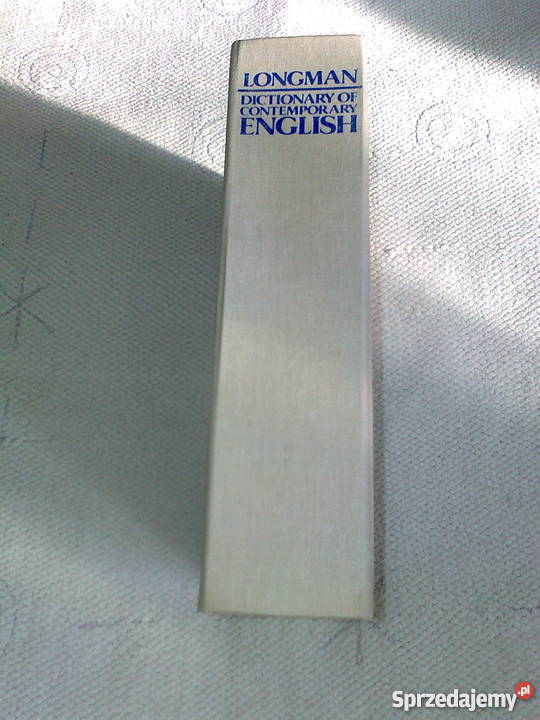 LONGMAN
DICTIONARY OF
CONTEMPORARY
ENGLISH
Sprzedajemy.pl